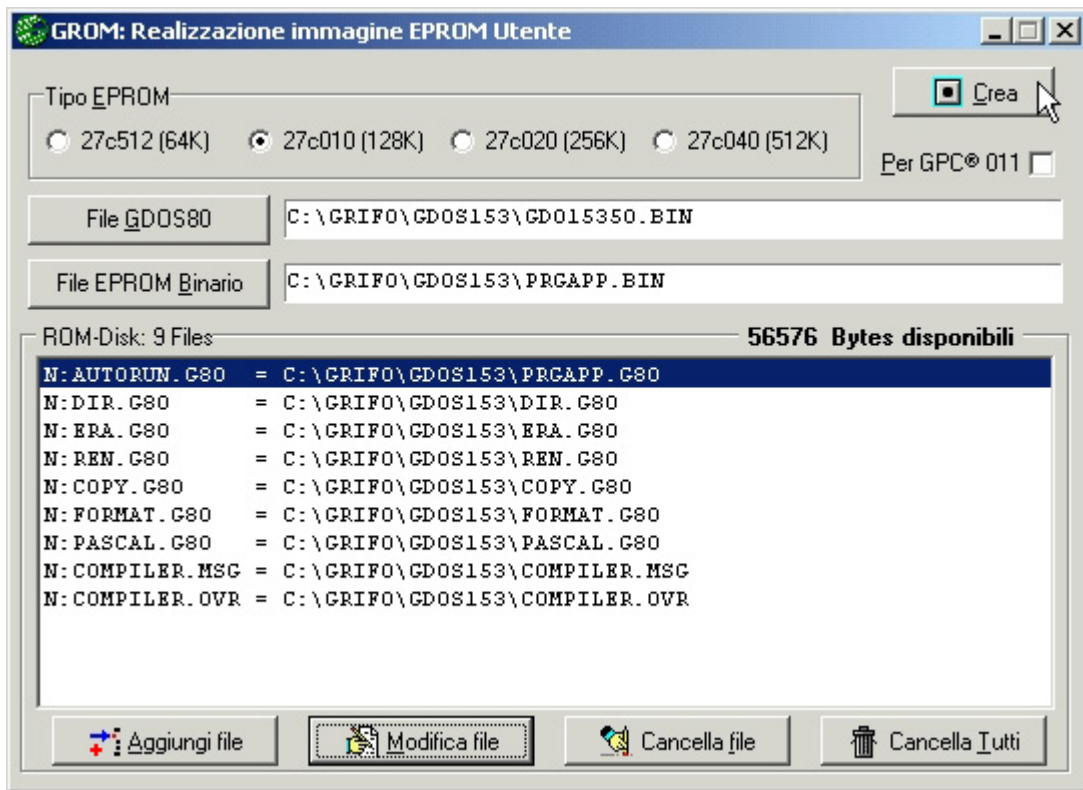 GROM: Realizzazione immagine EPROM Utente
Crea
Tipo EPROM
27c512 (64K) 27c010 (128K) 27c020 (256K) 27c040 (512K)
Per GPC® 011
File GDOS80 C:\GRIFO\GDOS153\GDO15350.BIN
File EPROM Binario C:\GRIFO\GDOS153\PRGAPP.BIN
ROM-Disk: 9 Files 56576 Bytes disponibili
N:AUTORUN.G80 = C:\GRIFO\GDOS153\PRGAPP.G80
N:DIR.G80 = C:\GRIFO\GDOS153\DIR.G80
N:ERA.G80 = C:\GRIFO\GDOS153\ERA.G80
N:REN.G80 = C:\GRIFO\GDOS153\REN.G80
N:COPY.G80 = C:\GRIFO\GDOS153\COPY.G80
N:FORMAT.G80 = C:\GRIFO\GDOS153\FORMAT.G80
N:PASCAL.G80 = C:\GRIFO\GDOS153\PASCAL.G80
N:COMPILER.MSG = C:\GRIFO\GDOS153\COMPILER.MSG
N:COMPILER.OVR = C:\GRIFO\GDOS153\COMPILER.OVR
Aggiungi file Modifica file Cancella file Cancella Tutti